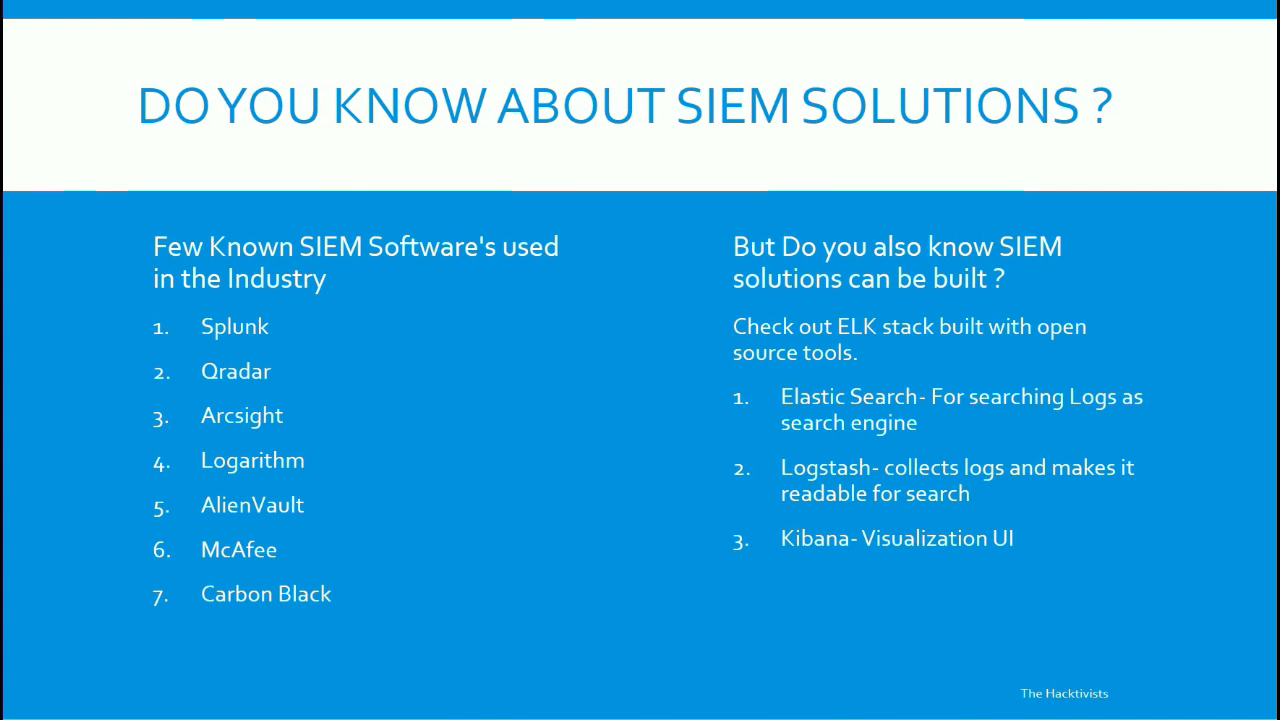 DO YOU KNOW ABOUT SIEM SOLUTIONS ?
Few Known SIEM Software's used
in the Industry
1. Splunk
2. Qradar
3. Arcsight
4. Logarithm
5. AlienVault
6. McAfee
7. Carbon Black
But Do you also know SIEM
solutions can be built ?
Check out ELK stack built with open
source tools.
1. Elastic Search- For searching Logs as
search engine
2. Logstash- collects logs and makes it
readable for search
3. Kibana- Visualization UI
The Hacktivists